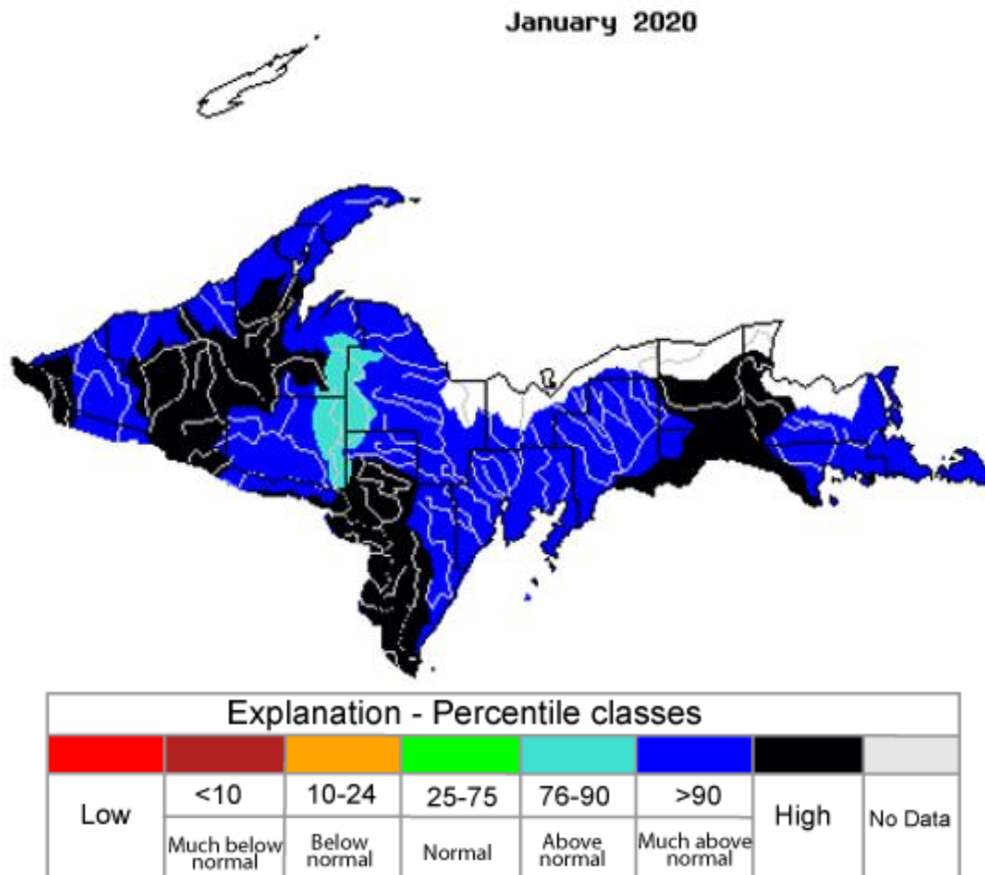 January 2020
Explanation - Percentile classes
Low
<10
10-24
25-75
76-90
>90
High
No Data
Much below
normal
Below
normal
Normal
Above
normal
Much above
normal